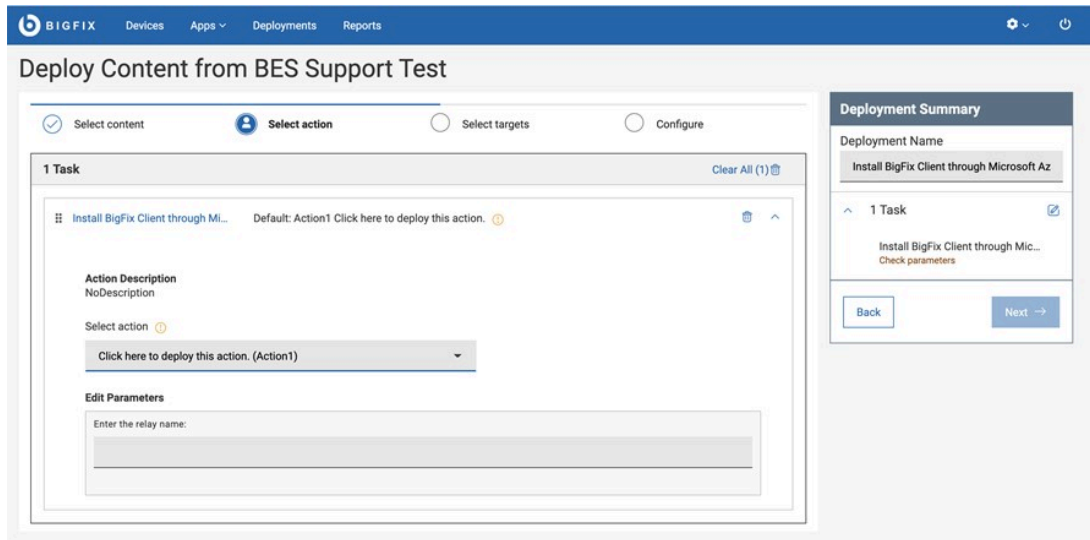 BIGFIX Devices Apps Deployments Reports
Deploy Content from BES Support Test
Select content Select action Select targets Configure
1 Task Clear All (1)
Install BigFix Client through Mi... Default: Action1 Click here to deploy this action.
Action Description
NoDescription
Select action
Click here to deploy this action. (Action1)
Edit Parameters
Enter the relay name:
Deployment Summary
Deployment Name
Install BigFix Client through Microsoft Az
1 Task
Install BigFix Client through Mic...
Check parameters
Back Next →